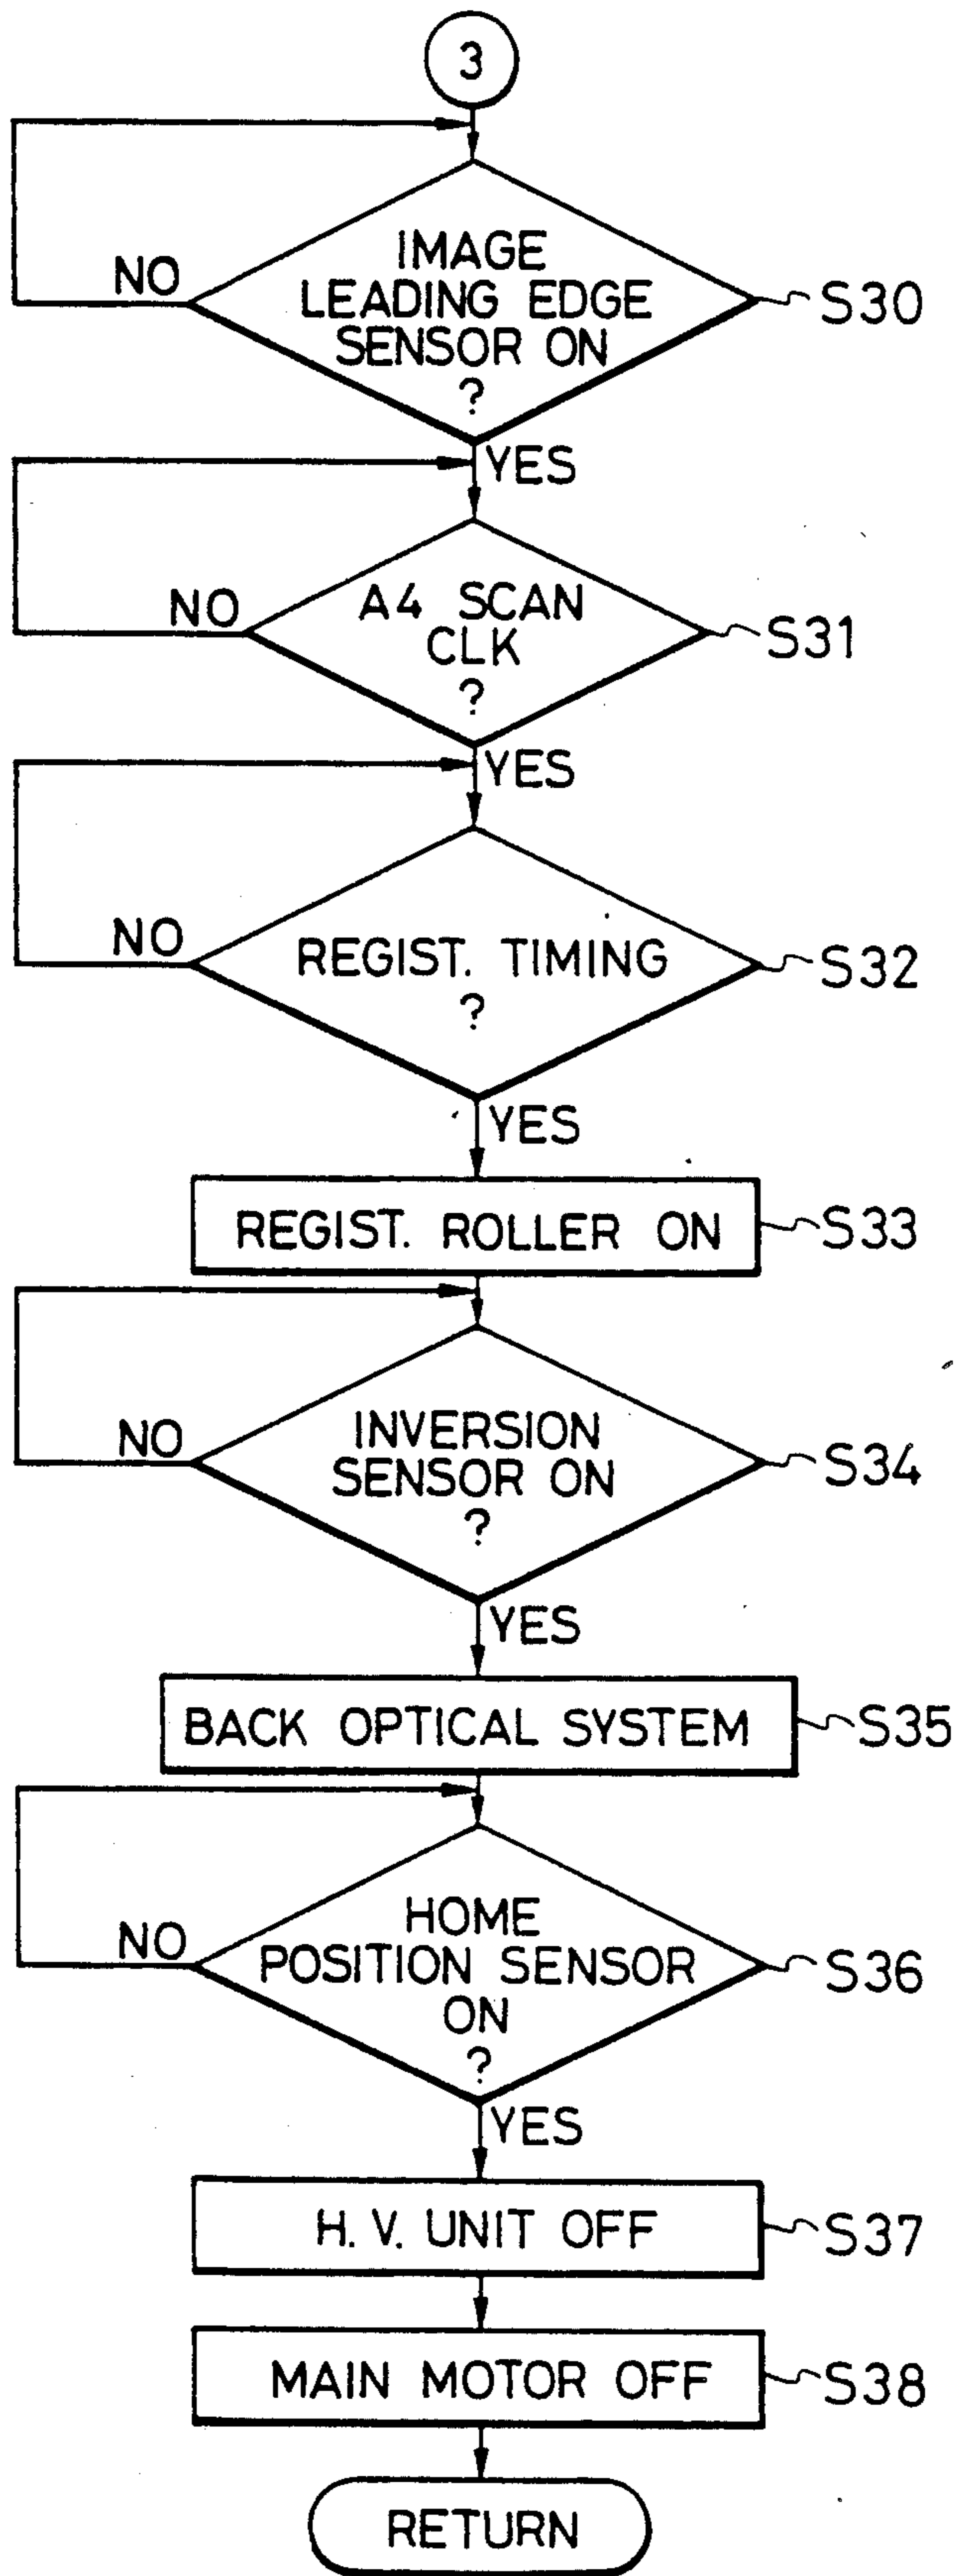 3
IMAGE
LEADING EDGE
SENSOR ON
?
NO
S30
YES
A4 SCAN
CLK
?
NO
S31
YES
REGIST. TIMING
?
NO
S32
YES
REGIST. ROLLER ON
S33
INVERSION
SENSOR ON
?
NO
S34
YES
BACK OPTICAL SYSTEM
S35
HOME
POSITION SENSOR
ON
?
NO
S36
YES
H. V. UNIT OFF
S37
MAIN MOTOR OFF
S38
RETURN